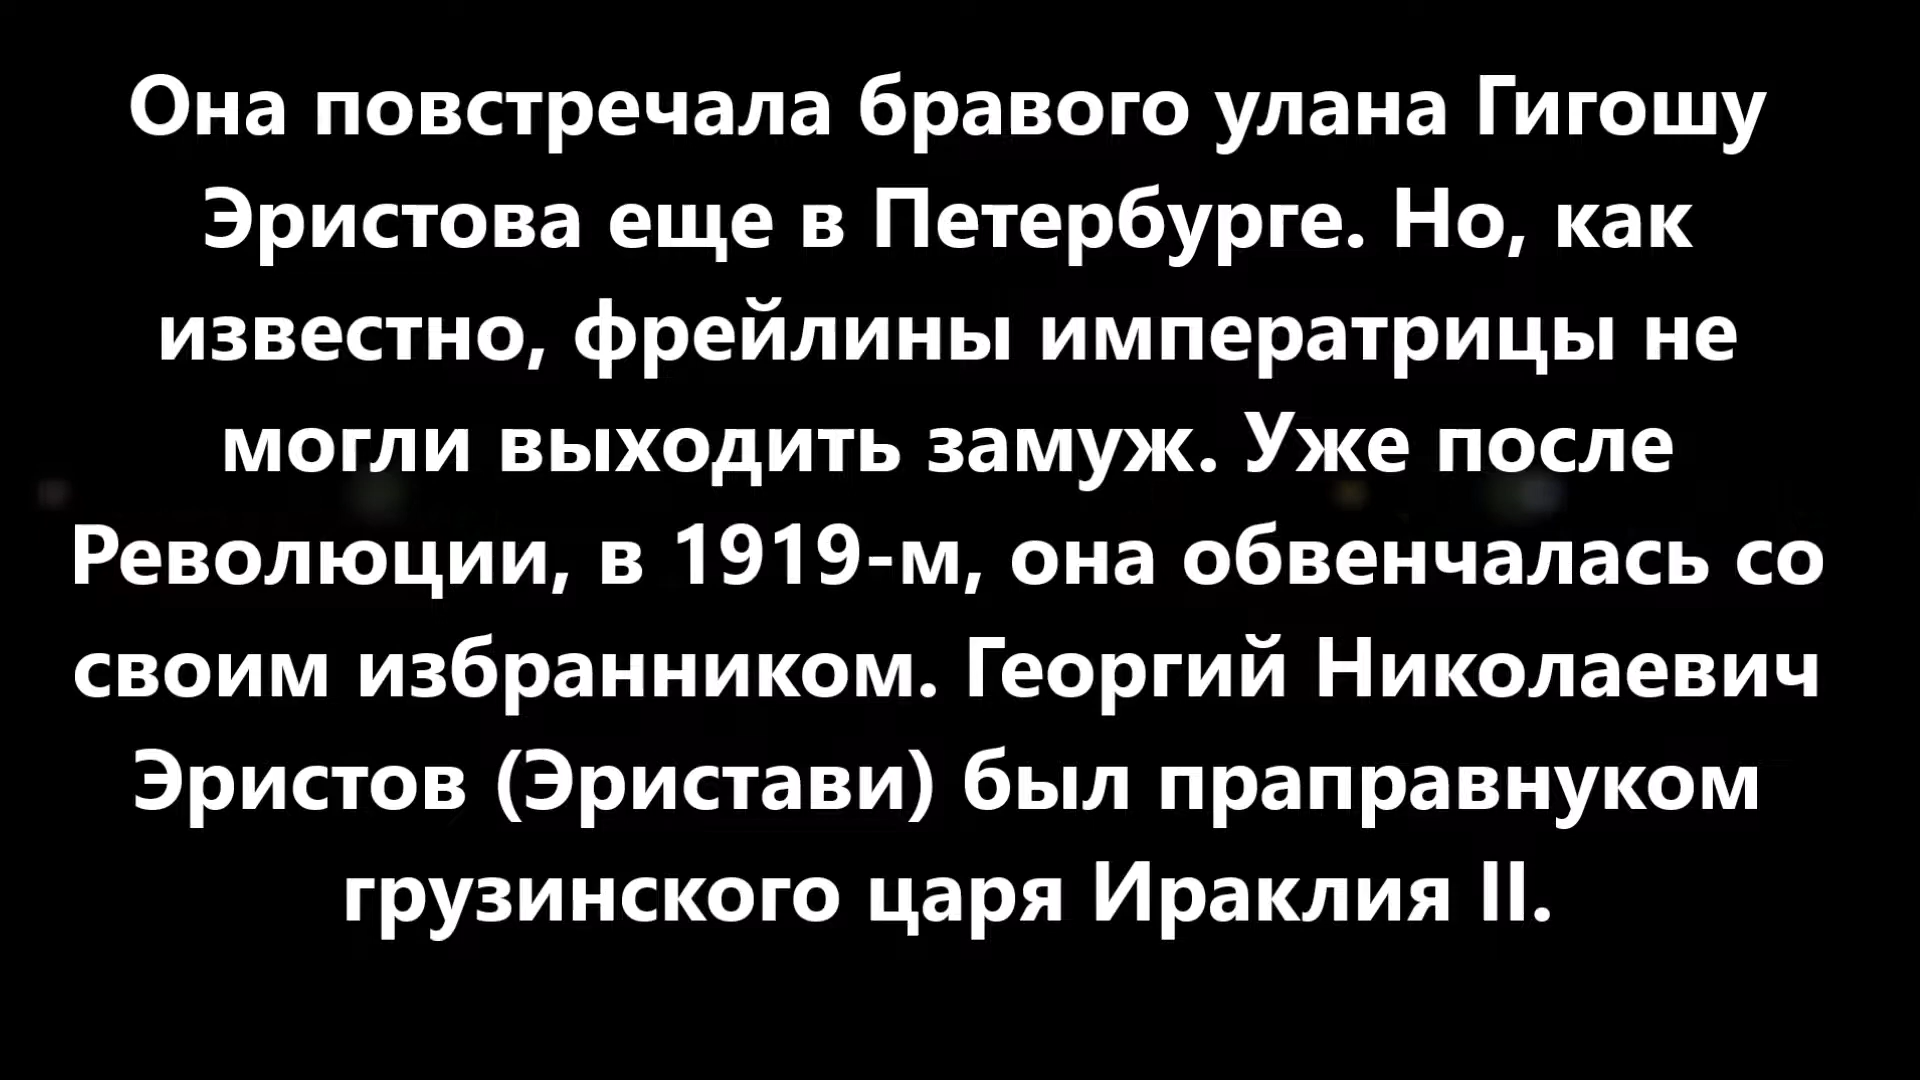 Она повстречала бравого улана Гигошу
Эристова еще в Петербурге. Но, как
известно, фрейлины императрицы не
могли выходить замуж. Уже после
Революции, в 1919-м, она обвенчалась со
своим избранником. Георгий Николаевич
Эристов (Эристави) был праправнуком
грузинского царя Ираклия II.